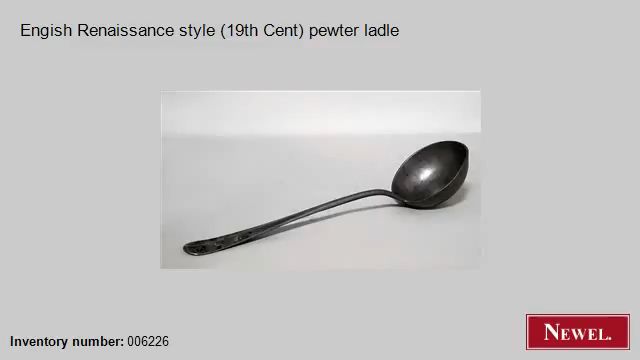 Engish Renaissance style (19th Cent) pewter ladle
Inventory number: 006226
NEWEL.